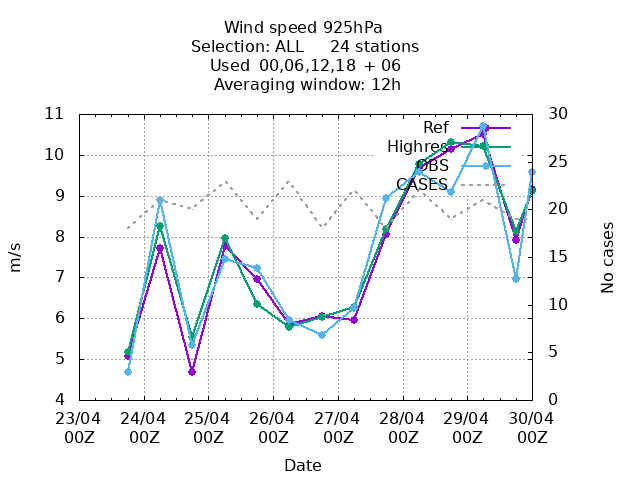 Wind speed 925hPa
Selection: ALL     24 stations
Used  00,06,12,18 + 06
Averaging window: 12h
m/s
11
10
9
8
7
6
5
4
30
25
20
15
10
5
0
No cases
Ref
Highres
OBS
CASES
23/04 24/04 25/04 26/04 27/04 28/04 29/04 30/04
00Z 00Z 00Z 00Z 00Z 00Z 00Z 00Z
Date